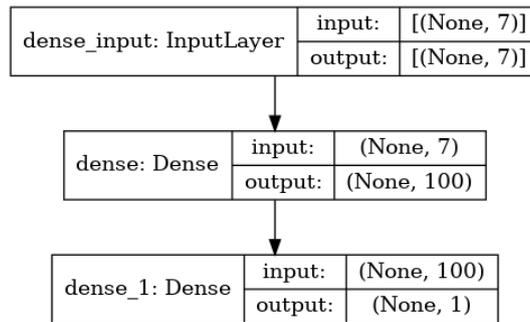 dense_input: InputLayer
input: [(None, 7)]
output: [(None, 7)]
dense: Dense
input: (None, 7)
output: (None, 100)
dense_1: Dense
input: (None, 100)
output: (None, 1)